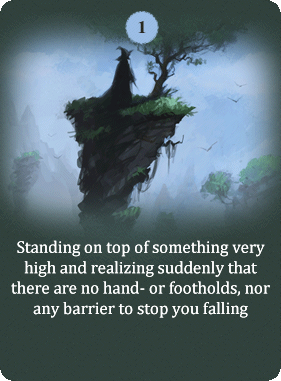 1
Standing on top of something very
high and realizing suddenly that
there are no hand- or footholds, nor
any barrier to stop you falling